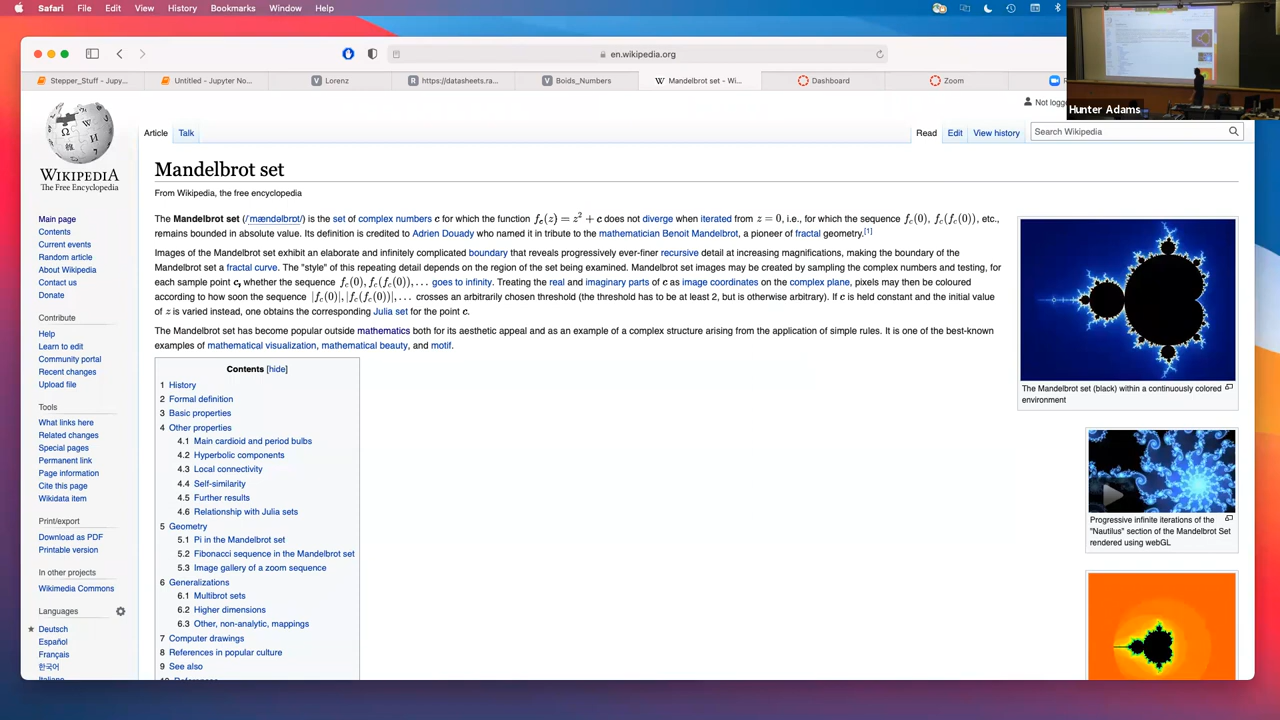 Safari File Edit View History Bookmarks Window Help
en.wikipedia.org
Stepper_Stuff - Jupy... Untitled - Jupyter No... Lorenz https://datasheets.ra... Boids_Numbers Mandelbrot set - Wi... Dashboard Zoom
Hunter Adams
Not logg
Article Talk Read Edit View history Search Wikipedia
WIKIPEDIA
The Free Encyclopedia
Main page
Contents
Current events
Random article
About Wikipedia
Contact us
Donate
Contribute
Help
Learn to edit
Community portal
Recent changes
Upload file
Tools
What links here
Related changes
Special pages
Permanent link
Page information
Cite this page
Wikidata item
Print/export
Download as PDF
Printable version
In other projects
Wikimedia Commons
Languages
Deutsch
Español
Français
한국어
Italiano
Mandelbrot set
From Wikipedia, the free encyclopedia
The Mandelbrot set (/ˈmændəlbrɒt/) is the set of complex numbers c for which the function f_c(z) = z² + c does not diverge when iterated from z = 0, i.e., for which the sequence f_c(0), f_c(f_c(0)), etc.,
remains bounded in absolute value. Its definition is credited to Adrien Douady who named it in tribute to the mathematician Benoit Mandelbrot, a pioneer of fractal geometry.[1]
Images of the Mandelbrot set exhibit an elaborate and infinitely complicated boundary that reveals progressively ever-finer recursive detail at increasing magnifications, making the boundary of the
Mandelbrot set a fractal curve. The "style" of this repeating detail depends on the region of the set being examined. Mandelbrot set images may be created by sampling the complex numbers and testing, for
each sample point c, whether the sequence f_c(0), f_c(f_c(0)), ... goes to infinity. Treating the real and imaginary parts of c as image coordinates on the complex plane, pixels may then be coloured
according to how soon the sequence |f_c(0)|, |f_c(f_c(0))|, ... crosses an arbitrarily chosen threshold (the threshold has to be at least 2, but is otherwise arbitrary). If c is held constant and the initial value
of z is varied instead, one obtains the corresponding Julia set for the point c.
The Mandelbrot set has become popular outside mathematics both for its aesthetic appeal and as an example of a complex structure arising from the application of simple rules. It is one of the best-known
examples of mathematical visualization, mathematical beauty, and motif.
Contents [hide]
1 History
2 Formal definition
3 Basic properties
4 Other properties
4.1 Main cardioid and period bulbs
4.2 Hyperbolic components
4.3 Local connectivity
4.4 Self-similarity
4.5 Further results
4.6 Relationship with Julia sets
5 Geometry
5.1 Pi in the Mandelbrot set
5.2 Fibonacci sequence in the Mandelbrot set
5.3 Image gallery of a zoom sequence
6 Generalizations
6.1 Multibrot sets
6.2 Higher dimensions
6.3 Other, non-analytic, mappings
7 Computer drawings
8 References in popular culture
9 See also
The Mandelbrot set (black) within a continuously colored
environment
Progressive infinite iterations of the
"Nautilus" section of the Mandelbrot Set
rendered using webGL